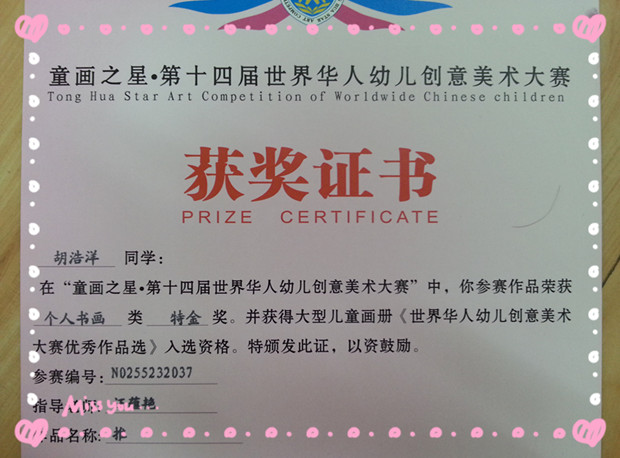 童画之星·第十四届世界华人幼儿创意美术大赛
Tong Hua Star Art Competition of Worldwide Chinese children
获奖证书
PRIZE CERTIFICATE
胡浩洋 同学：
在“童画之星·第十四届世界华人幼儿创意美术大赛”中，你参赛作品荣获
个人书画 类 特金 奖。并获得大型儿童画册《世界华人幼儿创意美术
大赛优秀作品选》入选资格。特颁发此证，以资鼓励。
参赛编号：N0255232037
Miss you
指导
品名称：